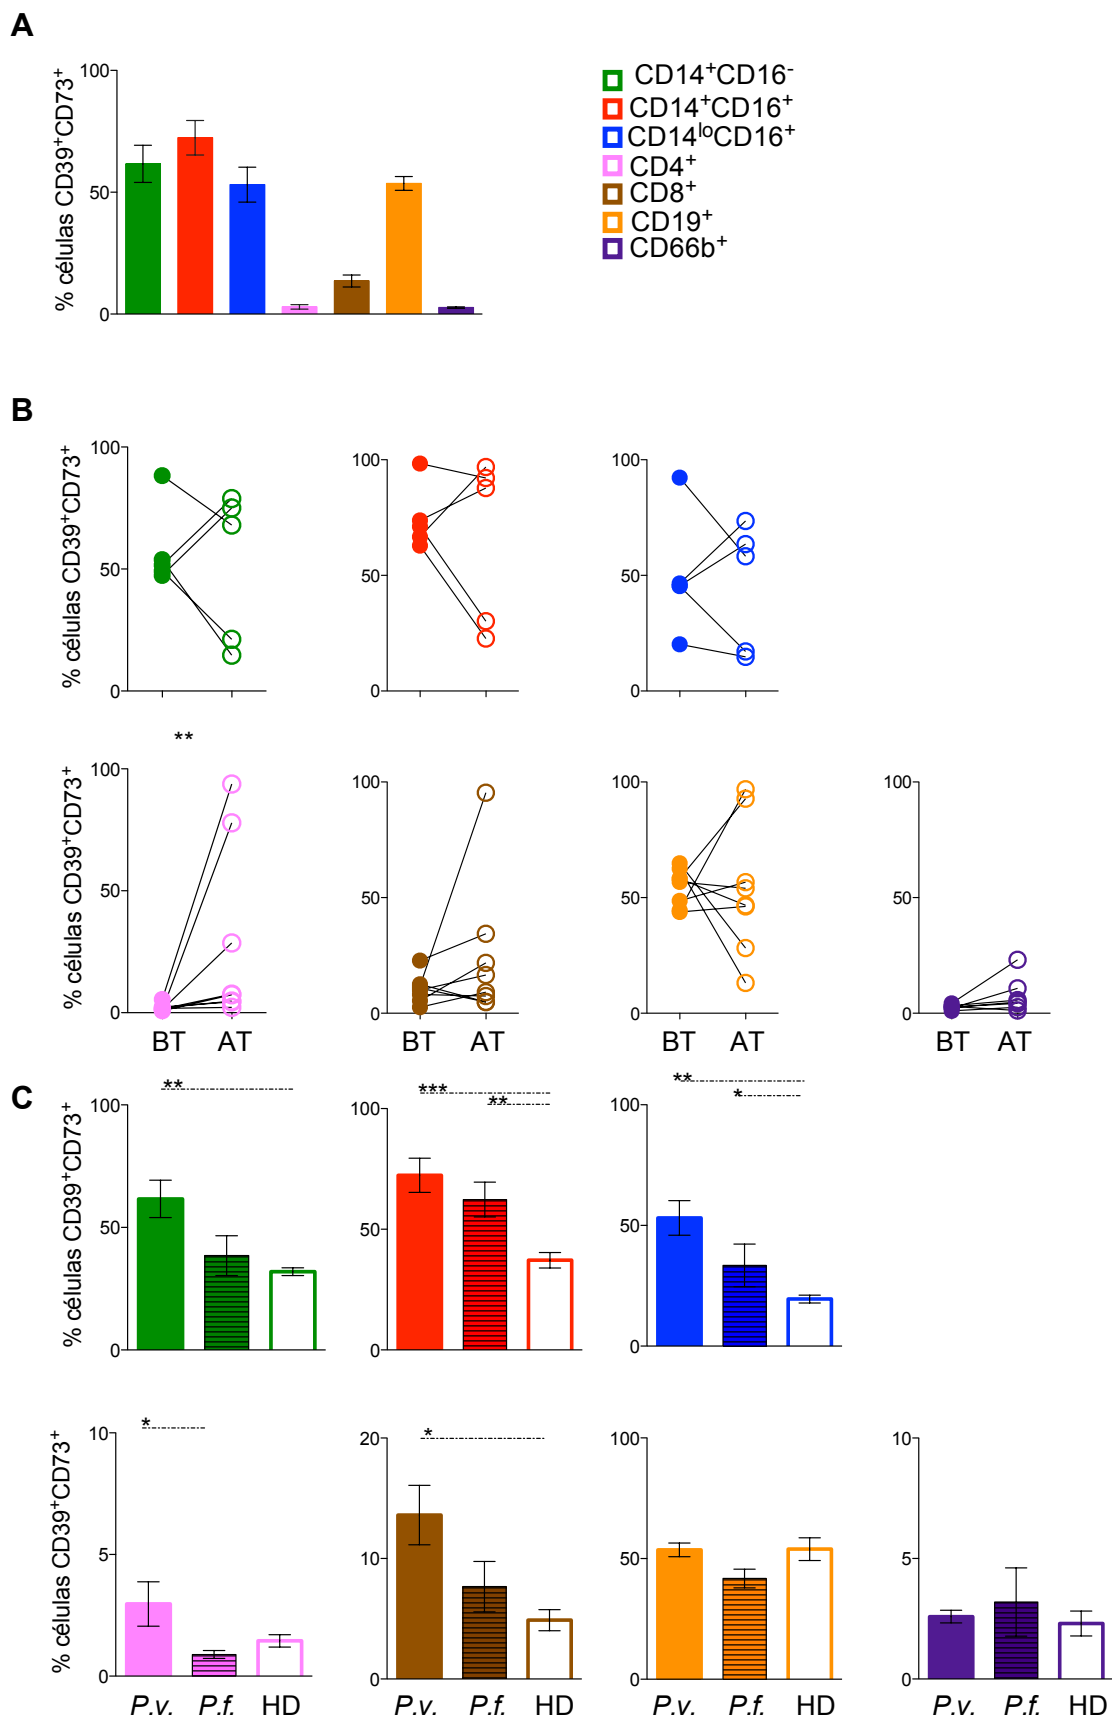 A
% células CD39⁺CD73⁺
100
50
0
CD14⁺CD16⁻
CD14⁺CD16⁺
CD14ˡᵒCD16⁺
CD4⁺
CD8⁺
CD19⁺
CD66b⁺
B
% células CD39⁺CD73⁺
100
50
0
100
50
0
100
50
0
**
% células CD39⁺CD73⁺
100
50
0
BT AT
100
50
0
BT AT
100
50
0
BT AT
100
50
0
BT AT
C
% células CD39⁺CD73⁺
**
100
50
0
***
**
100
50
0
**
*
100
50
0
% células CD39⁺CD73⁺
*
10
5
0
P.v. P.f. HD
*
20
10
0
P.v. P.f. HD
100
50
0
P.v. P.f. HD
10
5
0
P.v. P.f. HD